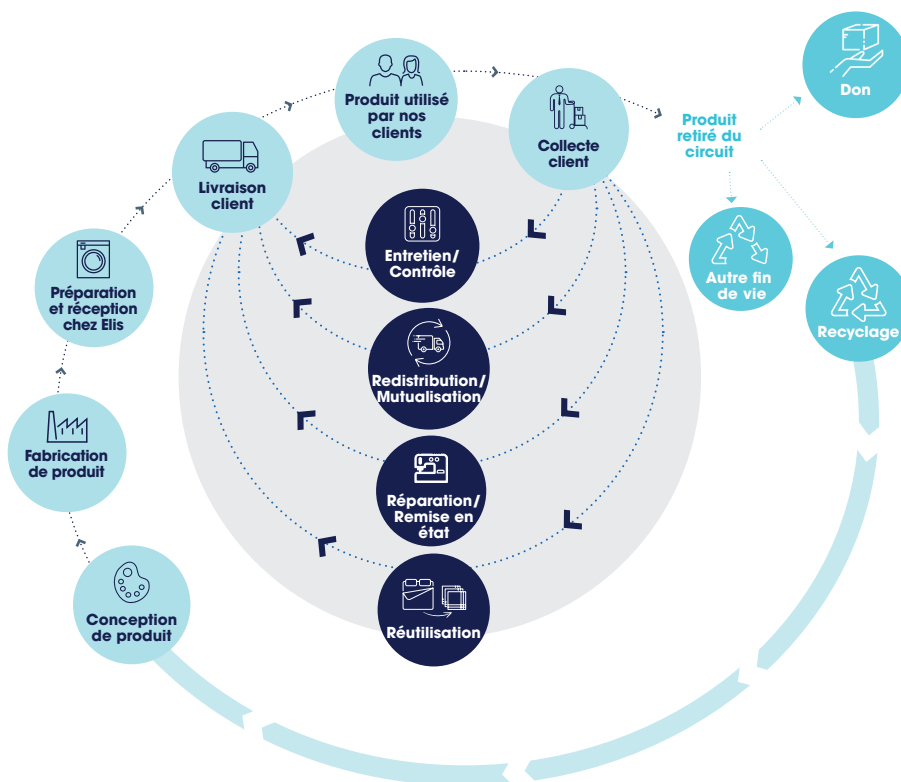 Don
Produit utilisé
par nos
clients
Produit
retiré du
circuit
Collecte
client
Livraison
client
Entretien/
Contrôle
Autre fin
de vie
Préparation
et réception
chez Elis
Recyclage
Redistribution/
Mutualisation
Fabrication
de produit
Réparation/
Remise en
état
Conception
de produit
Réutilisation